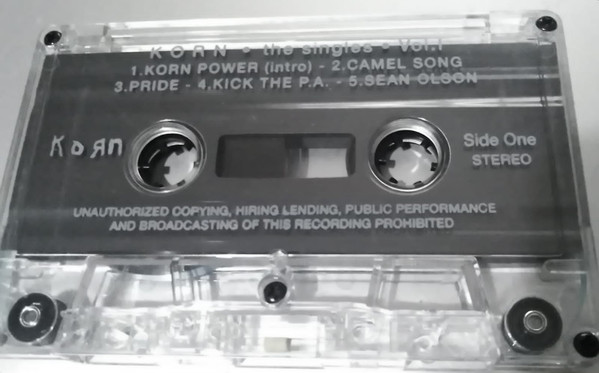 KORN • the singles - Vol.I
1.KORN POWER (intro) - 2.CAMEL SONG
3.PRIDE - 4.KICK THE P.A. - 5.SEAN OLSON
KoЯn
Side One
STEREO
UNAUTHORIZED COPYING, HIRING LENDING, PUBLIC PERFORMANCE
AND BROADCASTING OF THIS RECORDING PROHIBITED